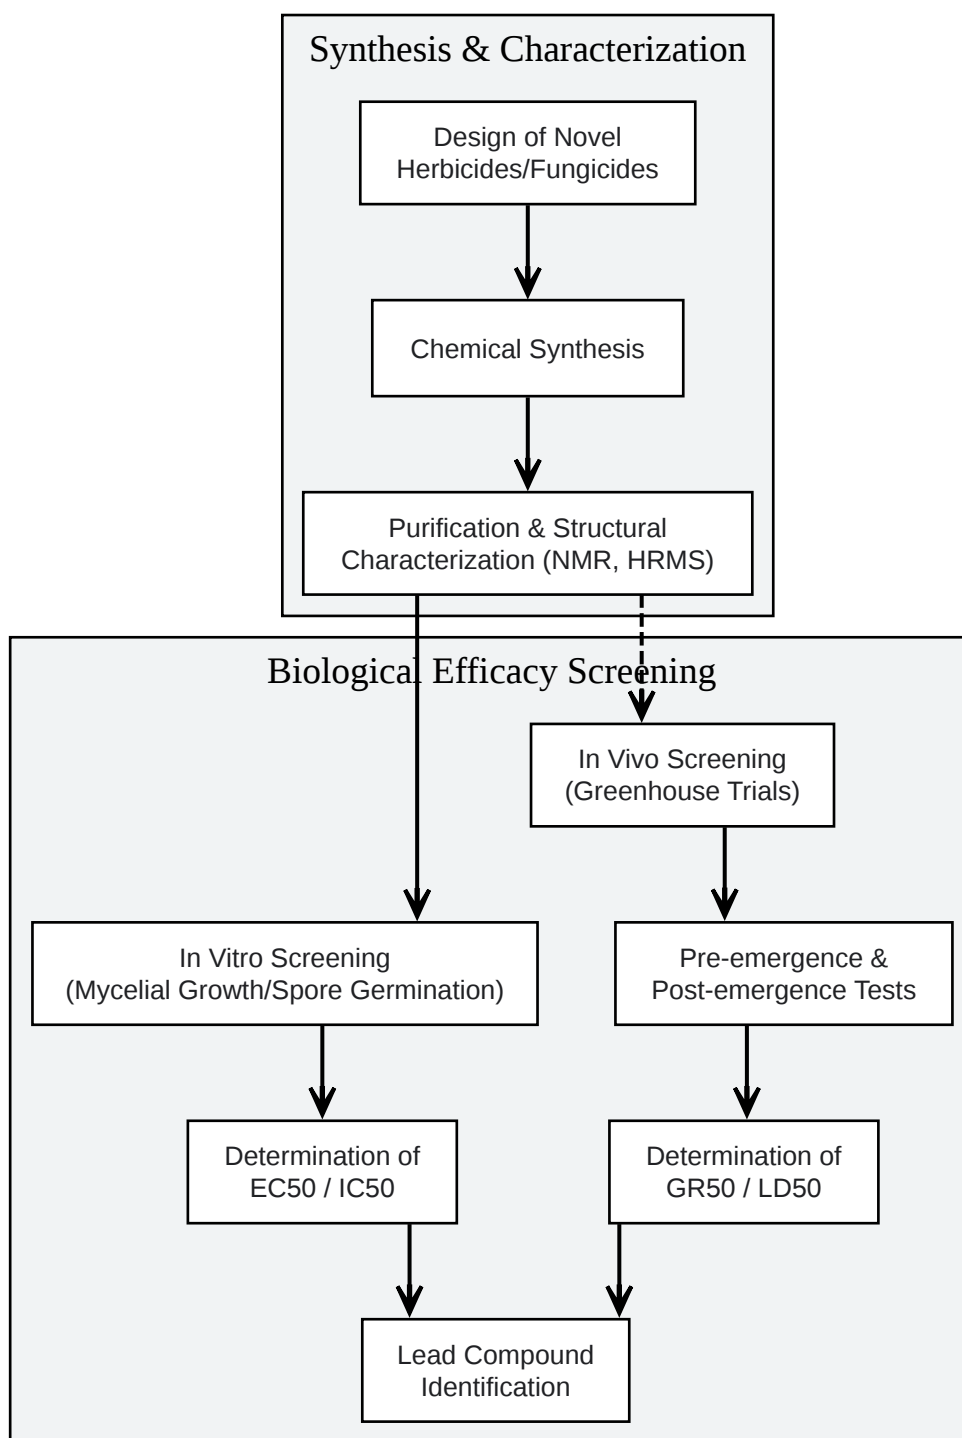 Synthesis & Characterization
Design of Novel
Herbicides/Fungicides
Chemical Synthesis
Purification & Structural
Characterization (NMR, HRMS)
Biological Efficacy Screening
In Vivo Screening
(Greenhouse Trials)
In Vitro Screening
(Mycelial Growth/Spore Germination)
Pre-emergence &
Post-emergence Tests
Determination of
EC50 / IC50
Determination of
GR50 / LD50
Lead Compound
Identification